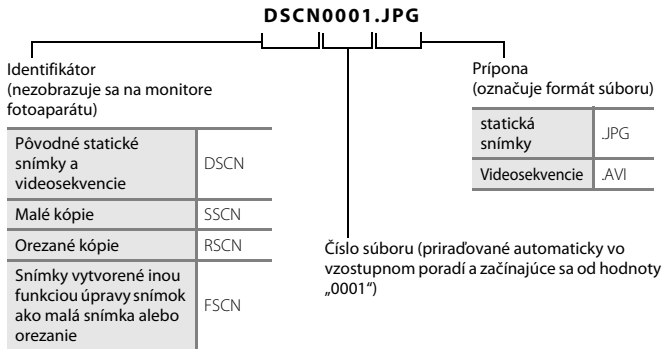 DSCN0001.JPG
Identifikátor
(nezobrazuje sa na monitore
fotoaparátu)
Pôvodné statické
snímky a
videosekvencie
DSCN
Malé kópie
SSCN
Orezané kópie
RSCN
Snímky vytvorené inou
funkciou úpravy snímok
ako malá snímka alebo
orezanie
FSCN
Číslo súboru (priraďované automaticky vo
vzostupnom poradí a začínajúce sa od hodnoty
„0001“)
Prípona
(označuje formát súboru)
statická
snímky
.JPG
Videosekvencie
.AVI